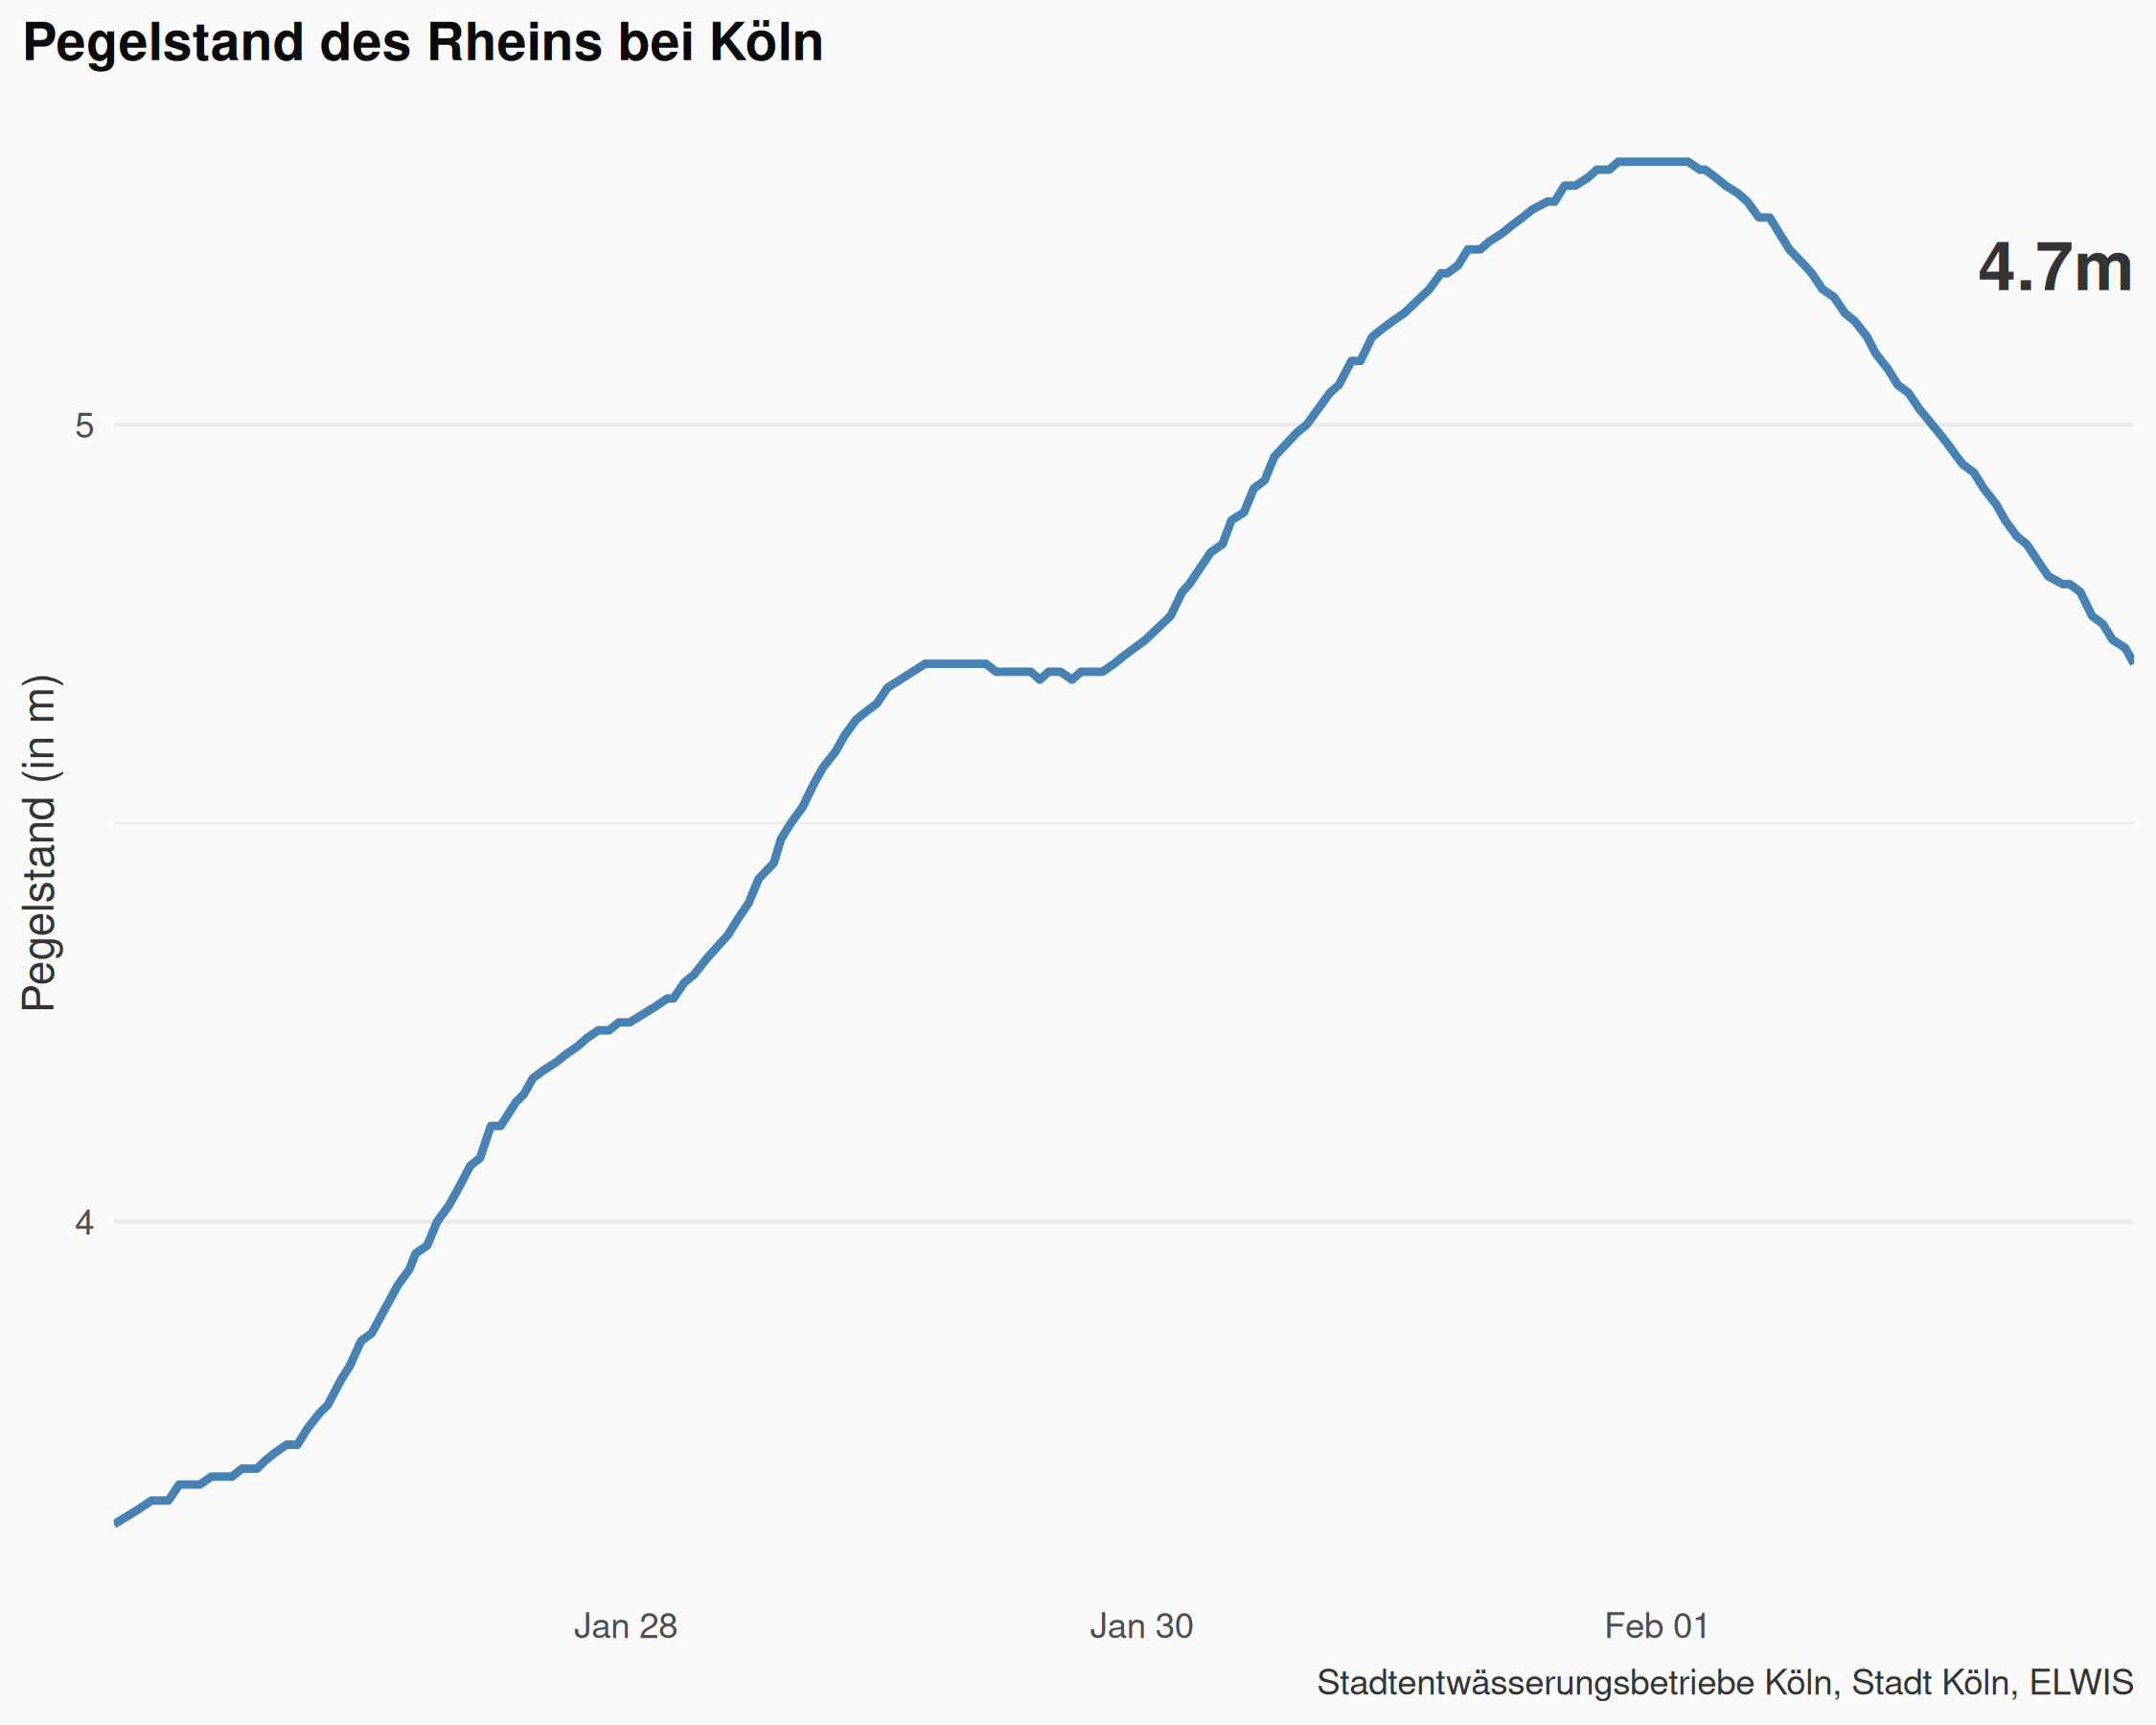 Pegelstand des Rheins bei Köln
4.7m
5
Pegelstand (in m)
4
Jan 28
Jan 30
Feb 01
Stadtentwässerungsbetriebe Köln, Stadt Köln, ELWIS